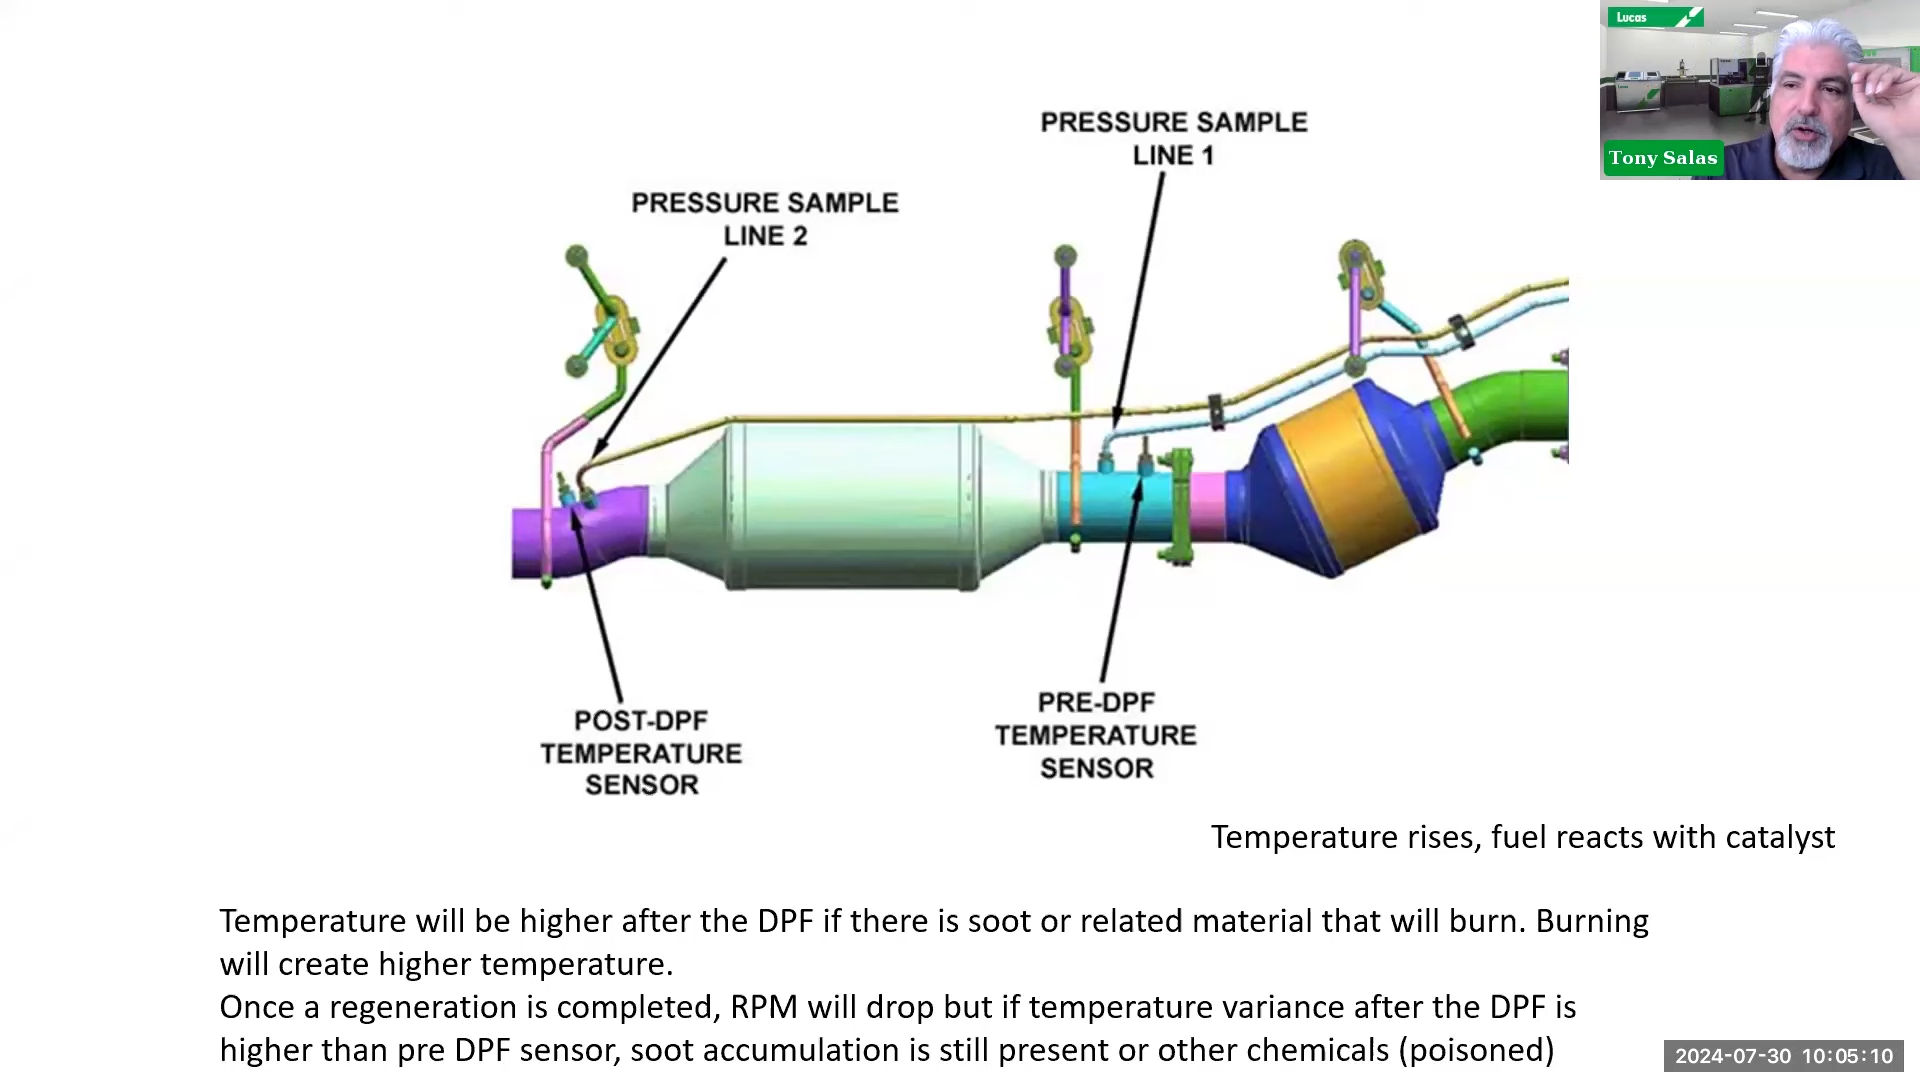 Lucas
Tony Salas
PRESSURE SAMPLE
LINE 1
PRESSURE SAMPLE
LINE 2
POST-DPF
TEMPERATURE
SENSOR
PRE-DPF
TEMPERATURE
SENSOR
Temperature rises, fuel reacts with catalyst
Temperature will be higher after the DPF if there is soot or related material that will burn. Burning
will create higher temperature.
Once a regeneration is completed, RPM will drop but if temperature variance after the DPF is
higher than pre DPF sensor, soot accumulation is still present or other chemicals (poisoned)
2024-07-30 10:05:10